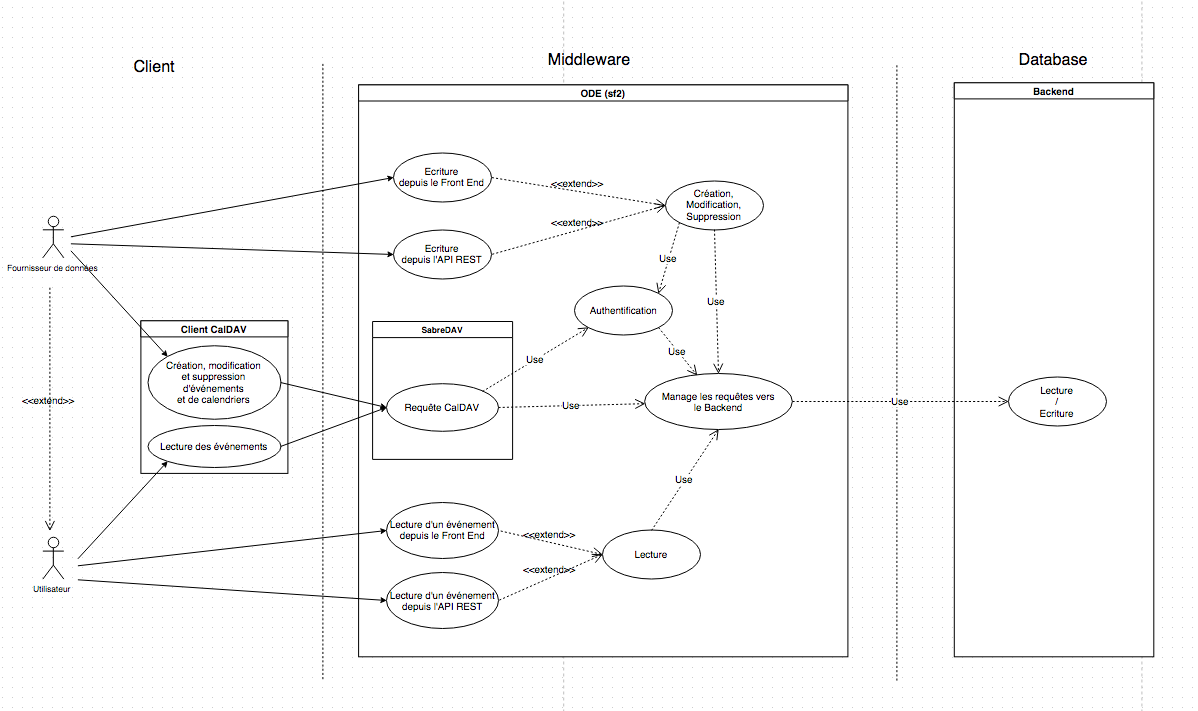 Client
Middleware
Database
ODE (sf2)
Backend
Ecriture
depuis le Front End
<<extend>>
Création,
Modification,
Suppression
<<extend>>
Ecriture
depuis l'API REST
Use
Fournisseur de données
Use
Authentification
Client CalDAV
SabreDAV
Use
Use
Création, modification
et suppression
d'événements
et de calendriers
<<extend>>
Requête CalDAV
Use
Manage les requêtes vers
le Backend
Use
Lecture
/
Ecriture
Lecture des événements
Use
Lecture d'un événement
depuis le Front End
<<extend>>
Lecture
<<extend>>
Utilisateur
Lecture d'un événement
depuis l'API REST